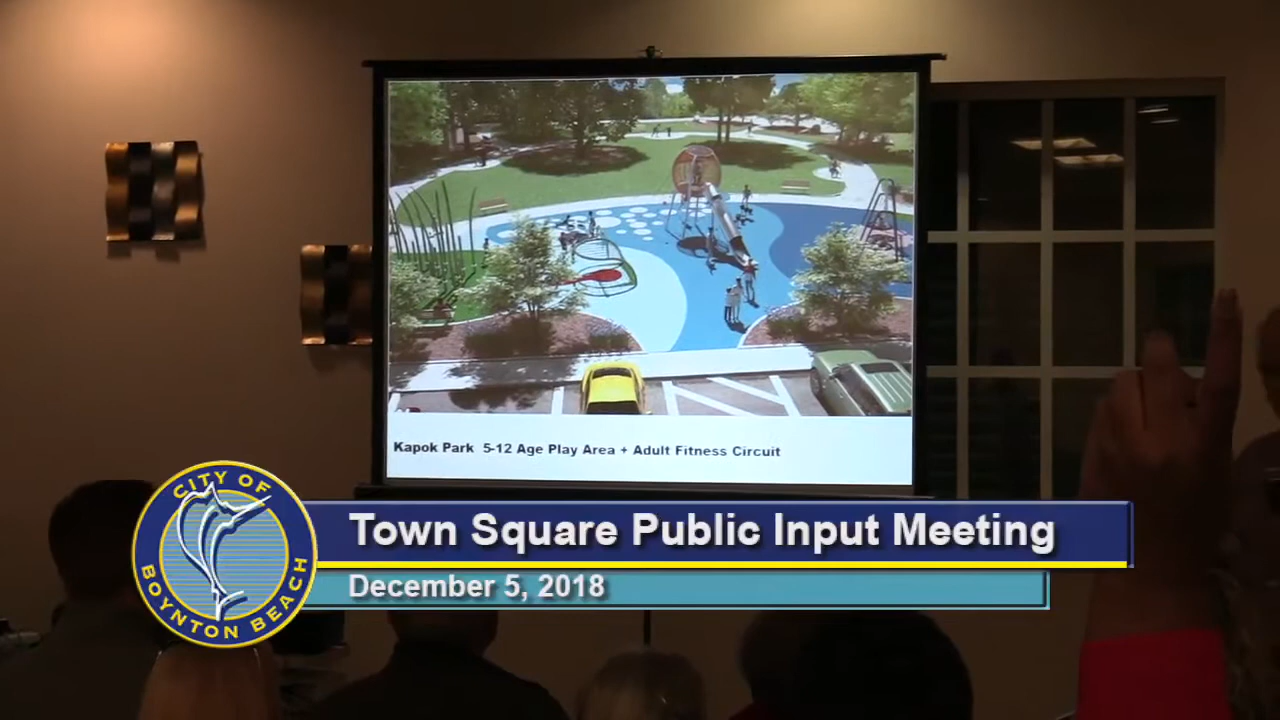 Kapok Park 5-12 Age Play Area + Adult Fitness Circuit
CITY OF
BOYNTON BEACH
Town Square Public Input Meeting
December 5, 2018